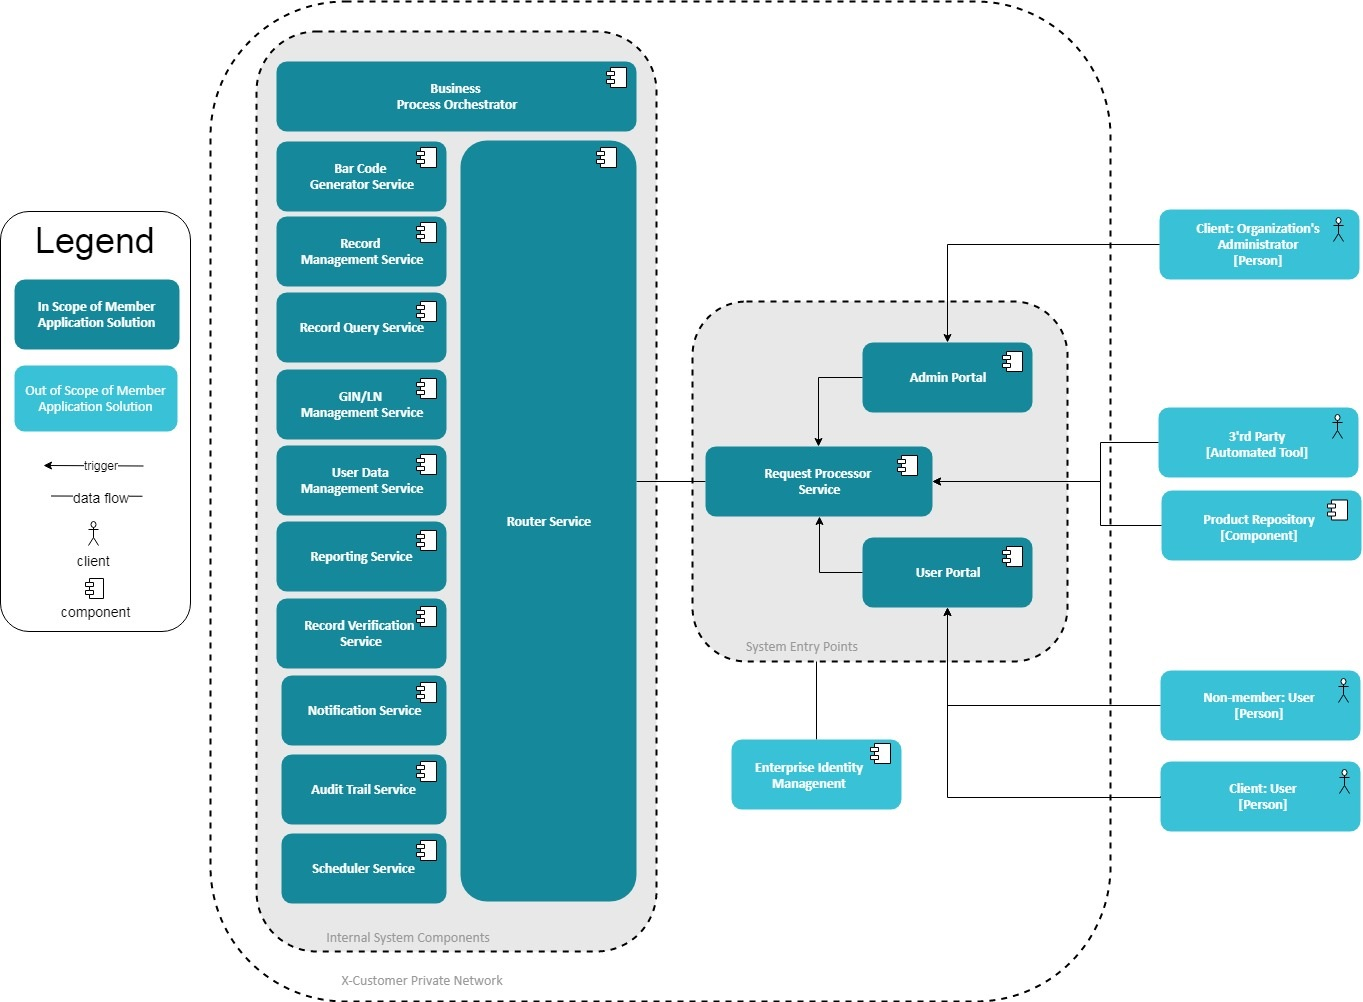 Legend
In Scope of Member
Application Solution
Out of Scope of Member
Application Solution
trigger
data flow
client
component
Business
Process Orchestrator
Bar Code
Generator Service
Record
Management Service
Record Query Service
GIN/LN
Management Service
User Data
Management Service
Reporting Service
Record Verification
Service
Notification Service
Audit Trail Service
Scheduler Service
Router Service
Internal System Components
X-Customer Private Network
Admin Portal
Request Processor
Service
User Portal
System Entry Points
Enterprise Identity
Management
Client: Organization's
Administrator
[Person]
3'rd Party
[Automated Tool]
Product Repository
[Component]
Non-member: User
[Person]
Client: User
[Person]